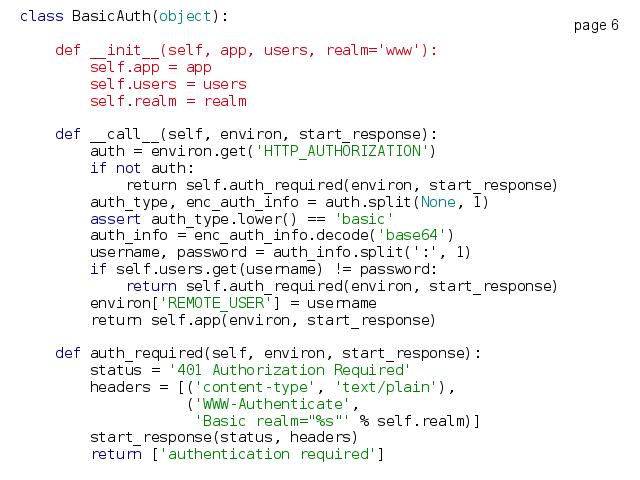 class BasicAuth(object):
page 6
    def __init__(self, app, users, realm='www'):
        self.app = app
        self.users = users
        self.realm = realm

    def __call__(self, environ, start_response):
        auth = environ.get('HTTP_AUTHORIZATION')
        if not auth:
            return self.auth_required(environ, start_response)
        auth_type, enc_auth_info = auth.split(None, 1)
        assert auth_type.lower() == 'basic'
        auth_info = enc_auth_info.decode('base64')
        username, password = auth_info.split(':', 1)
        if self.users.get(username) != password:
            return self.auth_required(environ, start_response)
        environ['REMOTE_USER'] = username
        return self.app(environ, start_response)

    def auth_required(self, environ, start_response):
        status = '401 Authorization Required'
        headers = [('content-type', 'text/plain'),
                   ('WWW-Authenticate',
                    'Basic realm="%s"' % self.realm)]
        start_response(status, headers)
        return ['authentication required']